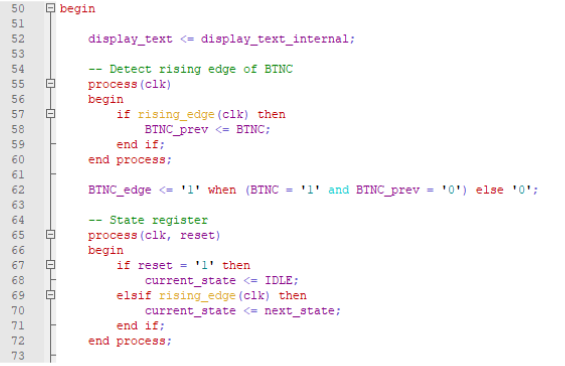 50 begin
51
52 display_text <= display_text_internal;
53
54 -- Detect rising edge of BTNC
55 process(clk)
56 begin
57 if rising_edge(clk) then
58 BTNC_prev <= BTNC;
59 end if;
60 end process;
61
62 BTNC_edge <= '1' when (BTNC = '1' and BTNC_prev = '0') else '0';
63
64 -- State register
65 process(clk, reset)
66 begin
67 if reset = '1' then
68 current_state <= IDLE;
69 elsif rising_edge(clk) then
70 current_state <= next_state;
71 end if;
72 end process;
73